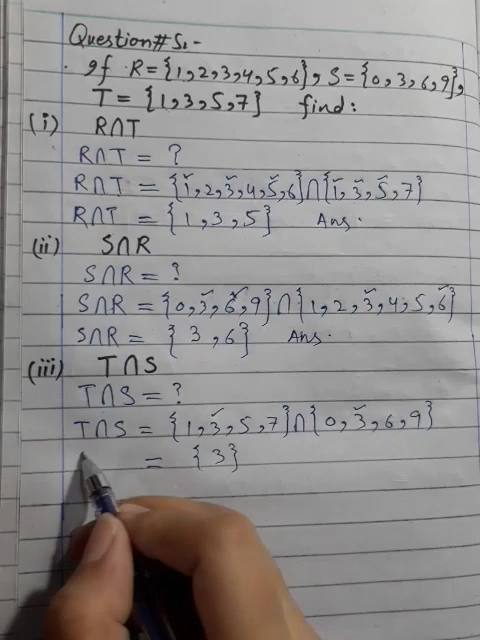 Question#5:-
If R={1,2,3,4,5,6}, S={0,3,6,9},
T={1,3,5,7} find:
(i) R∩T
R∩T = ?
R∩T = {1,2,3,4,5,6}∩{1,3,5,7}
R∩T = {1,3,5} Ans.
(ii) S∩R
S∩R = ?
S∩R = {0,3,6,9}∩{1,2,3,4,5,6}
S∩R = {3,6} Ans.
(iii) T∩S
T∩S = ?
T∩S = {1,3,5,7}∩{0,3,6,9}
= {3}